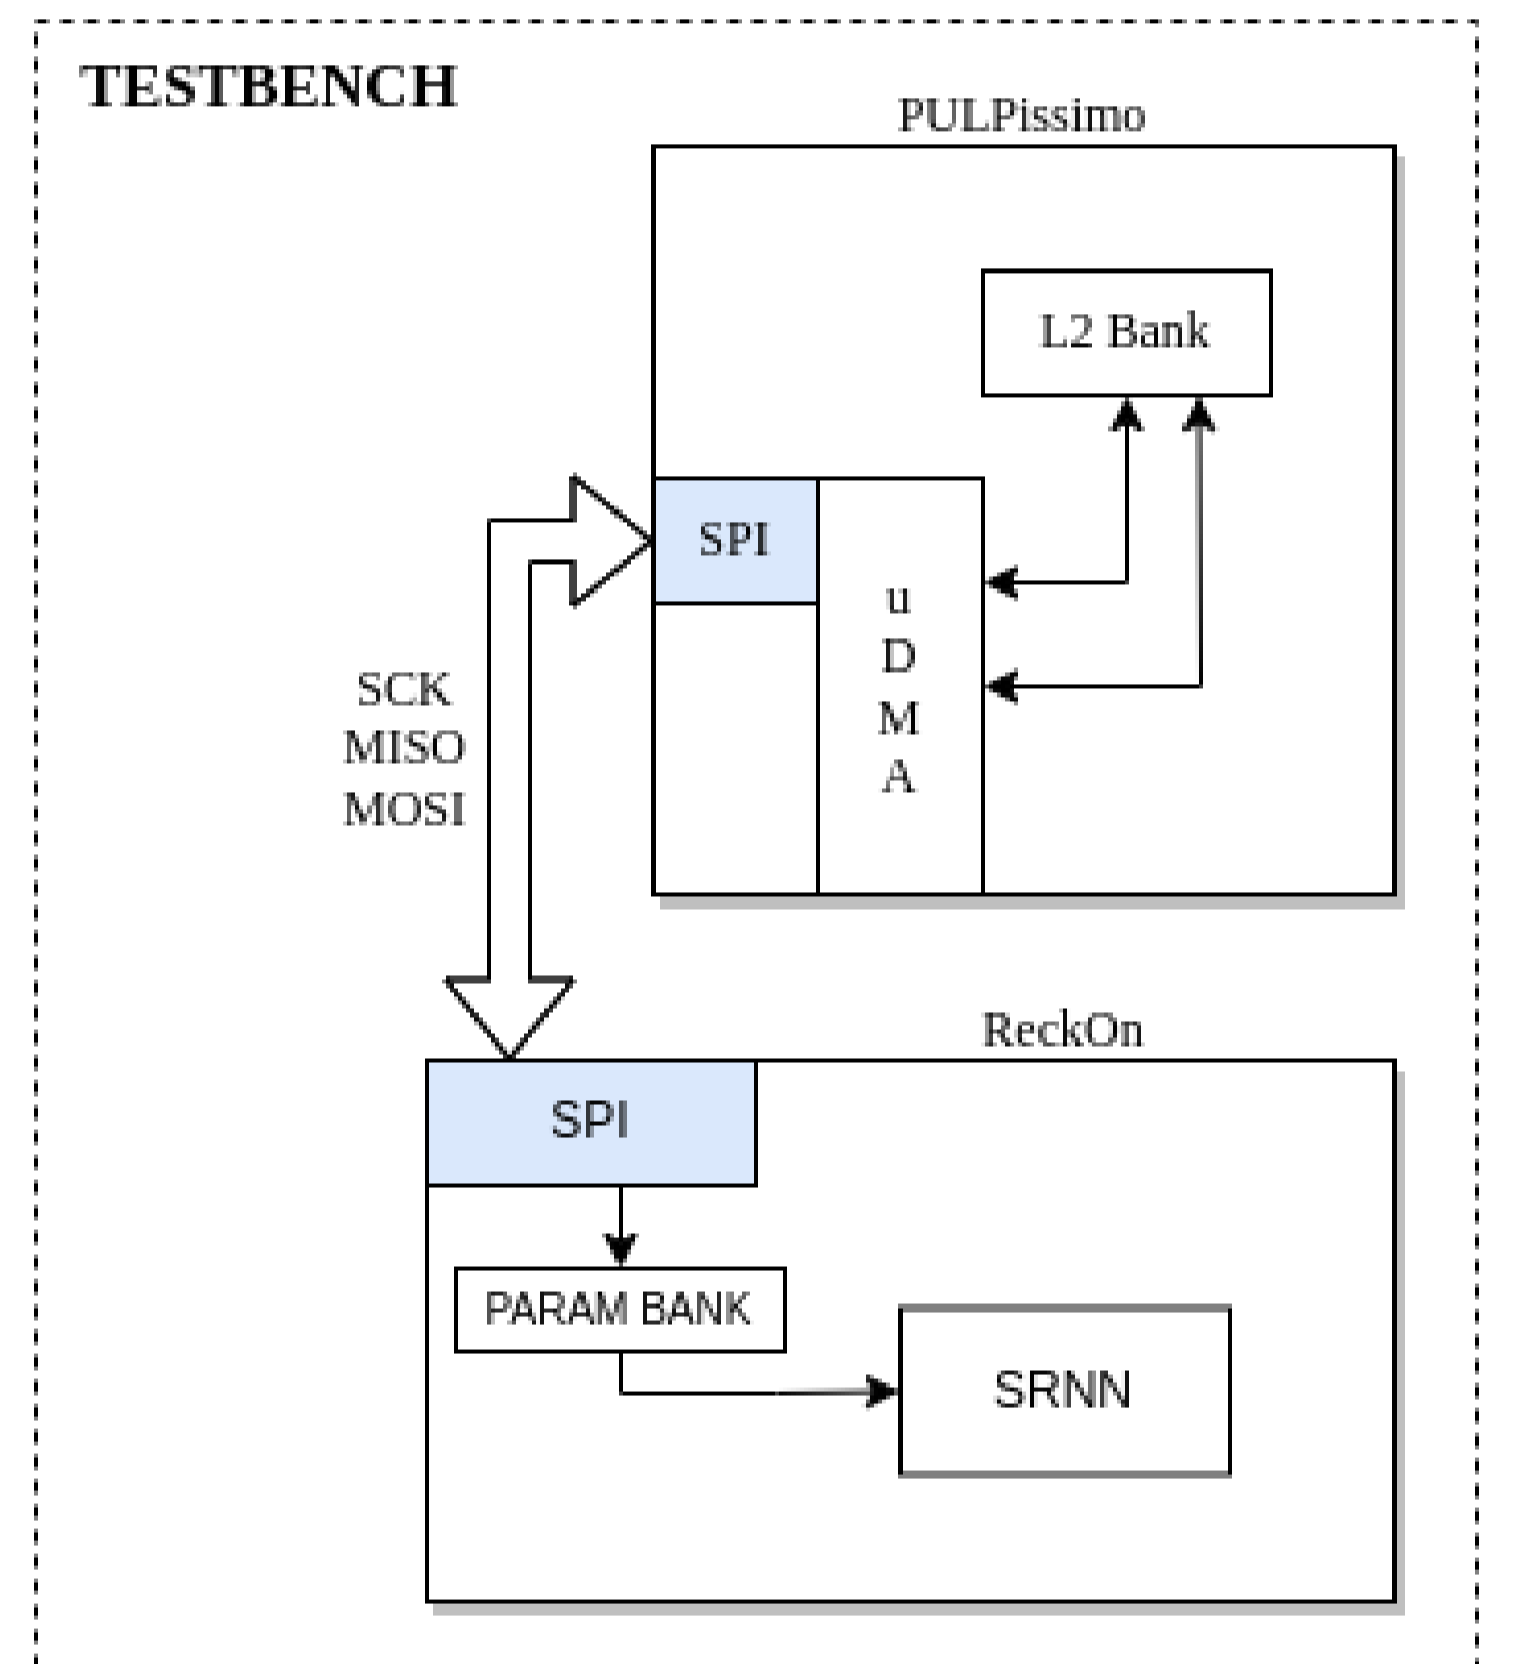 TESTBENCH
PULPissimo
L2 Bank
SPI
u
D
M
A
SCK
MISO
MOSI
ReckOn
SPI
PARAM BANK
SRNN